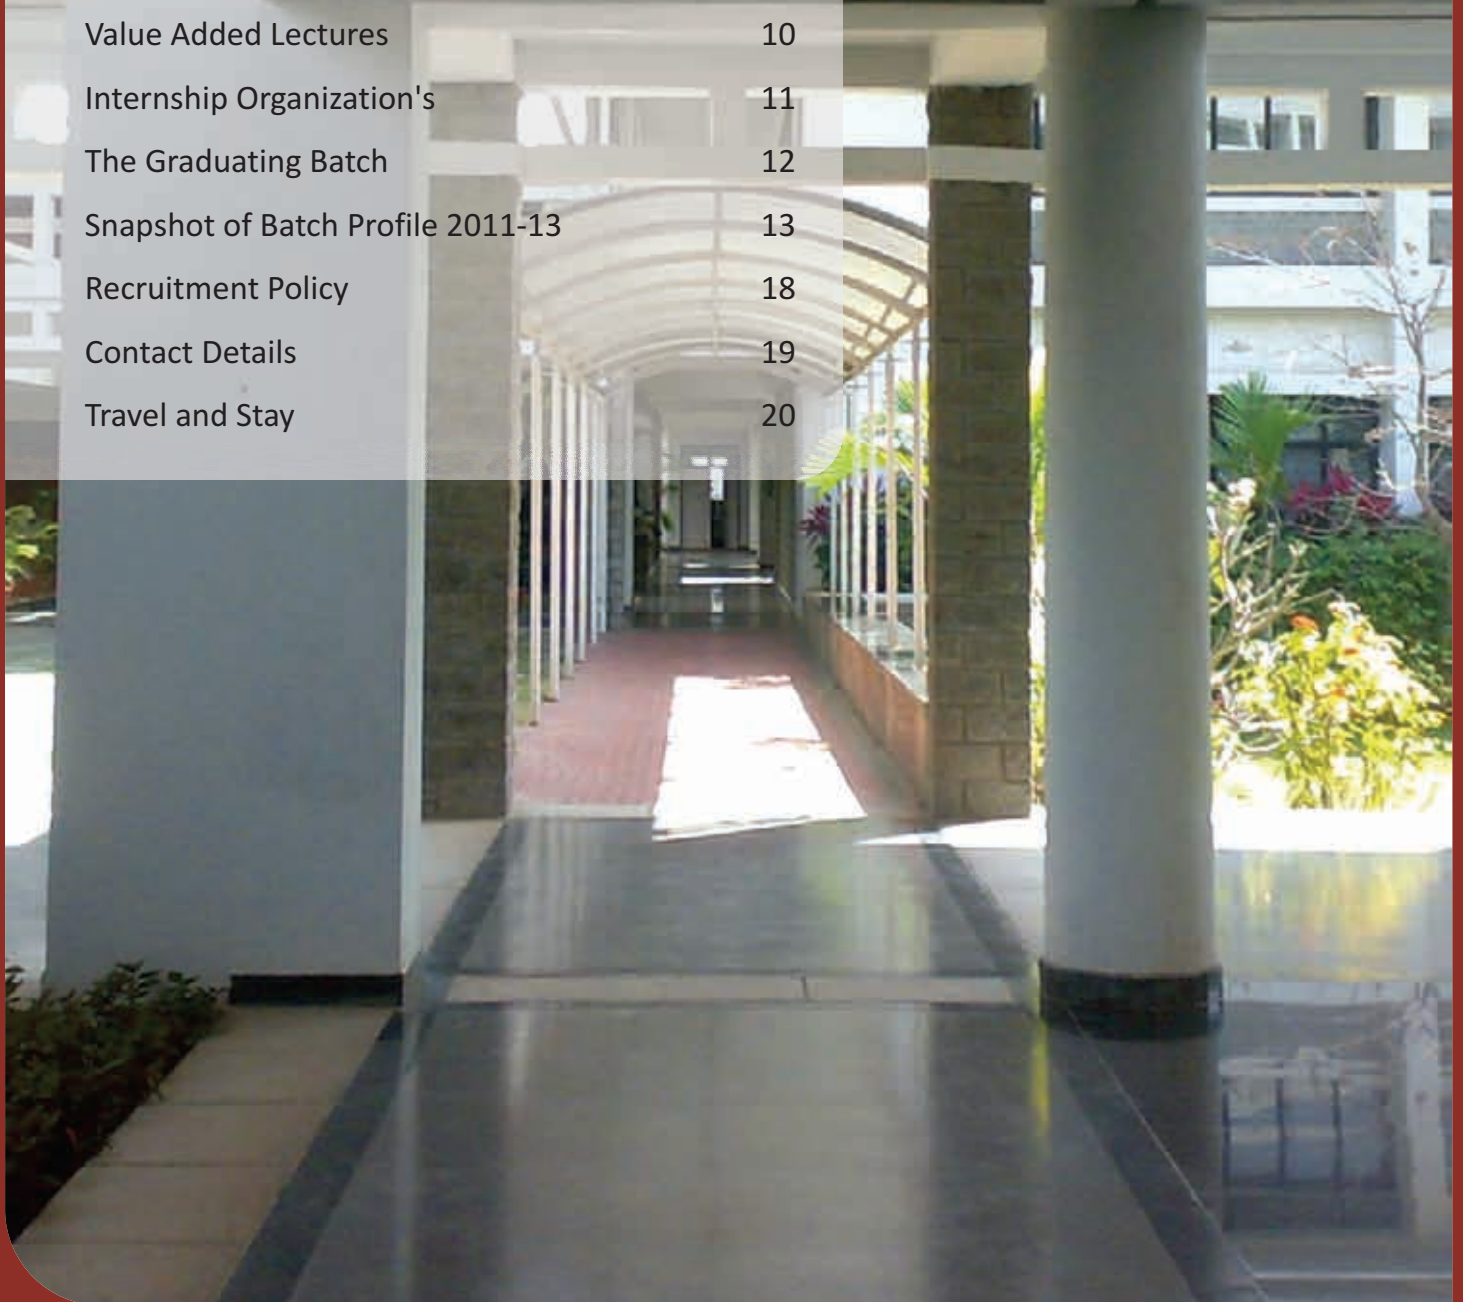 Value Added Lectures 10
Internship Organization's 11
The Graduating Batch 12
Snapshot of Batch Profile 2011-13 13
Recruitment Policy 18
Contact Details 19
Travel and Stay 20